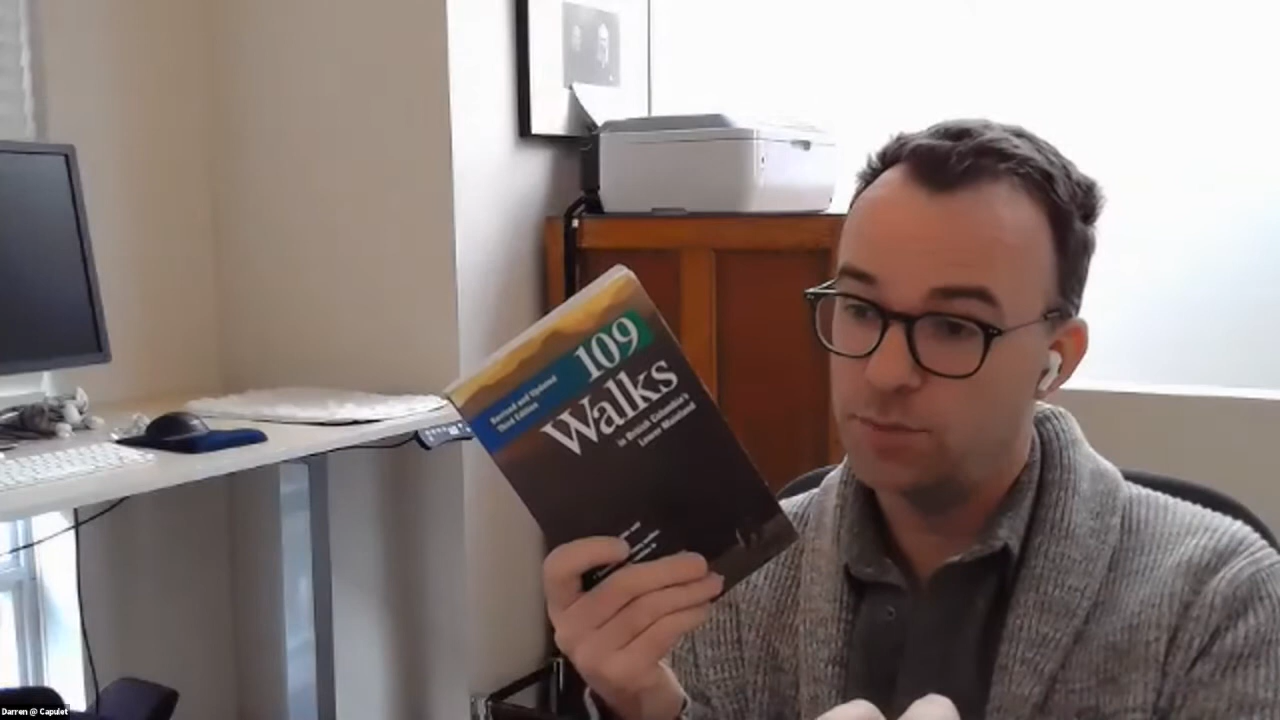 109
Walks
in British Columbia's
Lower Mainland
Revised and Updated
Third Edition
Darren @ Capulet